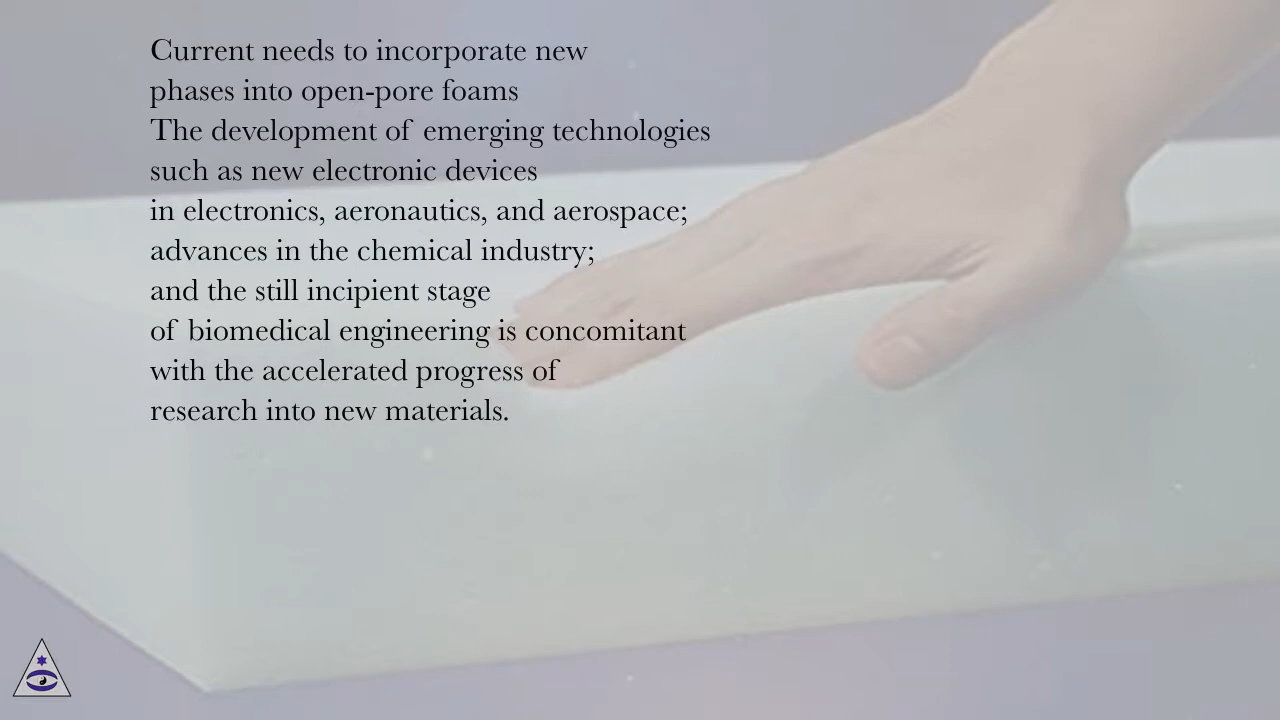 Current needs to incorporate new
phases into open-pore foams
The development of emerging technologies
such as new electronic devices
in electronics, aeronautics, and aerospace;
advances in the chemical industry;
and the still incipient stage
of biomedical engineering is concomitant
with the accelerated progress of
research into new materials.